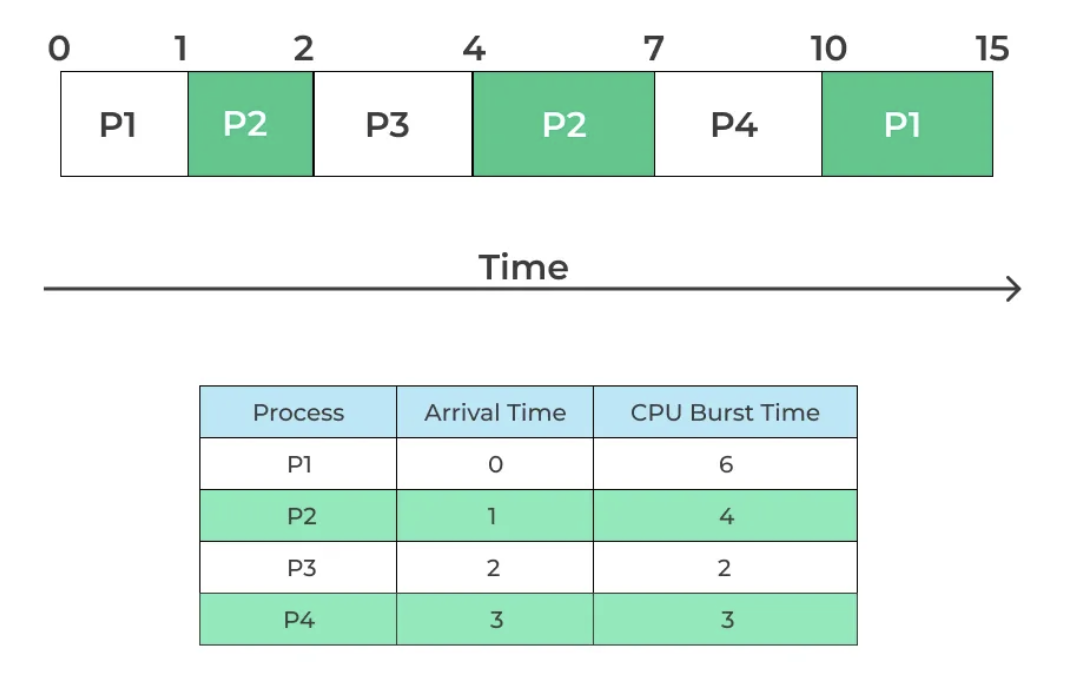 0 1 2 4 7 10 15
P1 P2 P3 P2 P4 P1
Time
Process Arrival Time CPU Burst Time
P1 0 6
P2 1 4
P3 2 2
P4 3 3